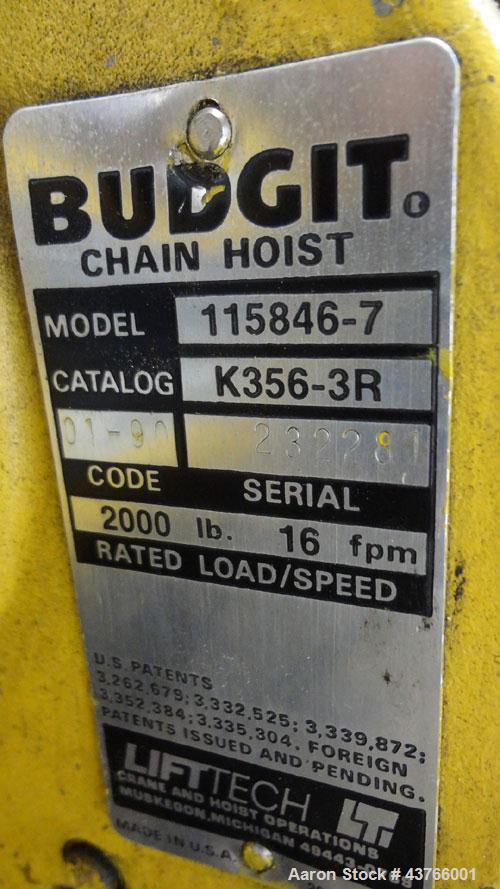 BUDGIT®
CHAIN HOIST
MODEL 115846-7
CATALOG K356-3R
01-90 232281
CODE SERIAL
2000 lb. 16 fpm
RATED LOAD/SPEED
U.S. PATENTS
3,262,679; 3,332,525; 3,339,872;
3,352,384; 3,335,304. FOREIGN
PATENTS ISSUED AND PENDING.
LIFTTECH LT
CRANE AND HOIST OPERATIONS
MUSKEGON, MICHIGAN 49443-
MADE IN U.S.A.
Aaron Stock #43766001